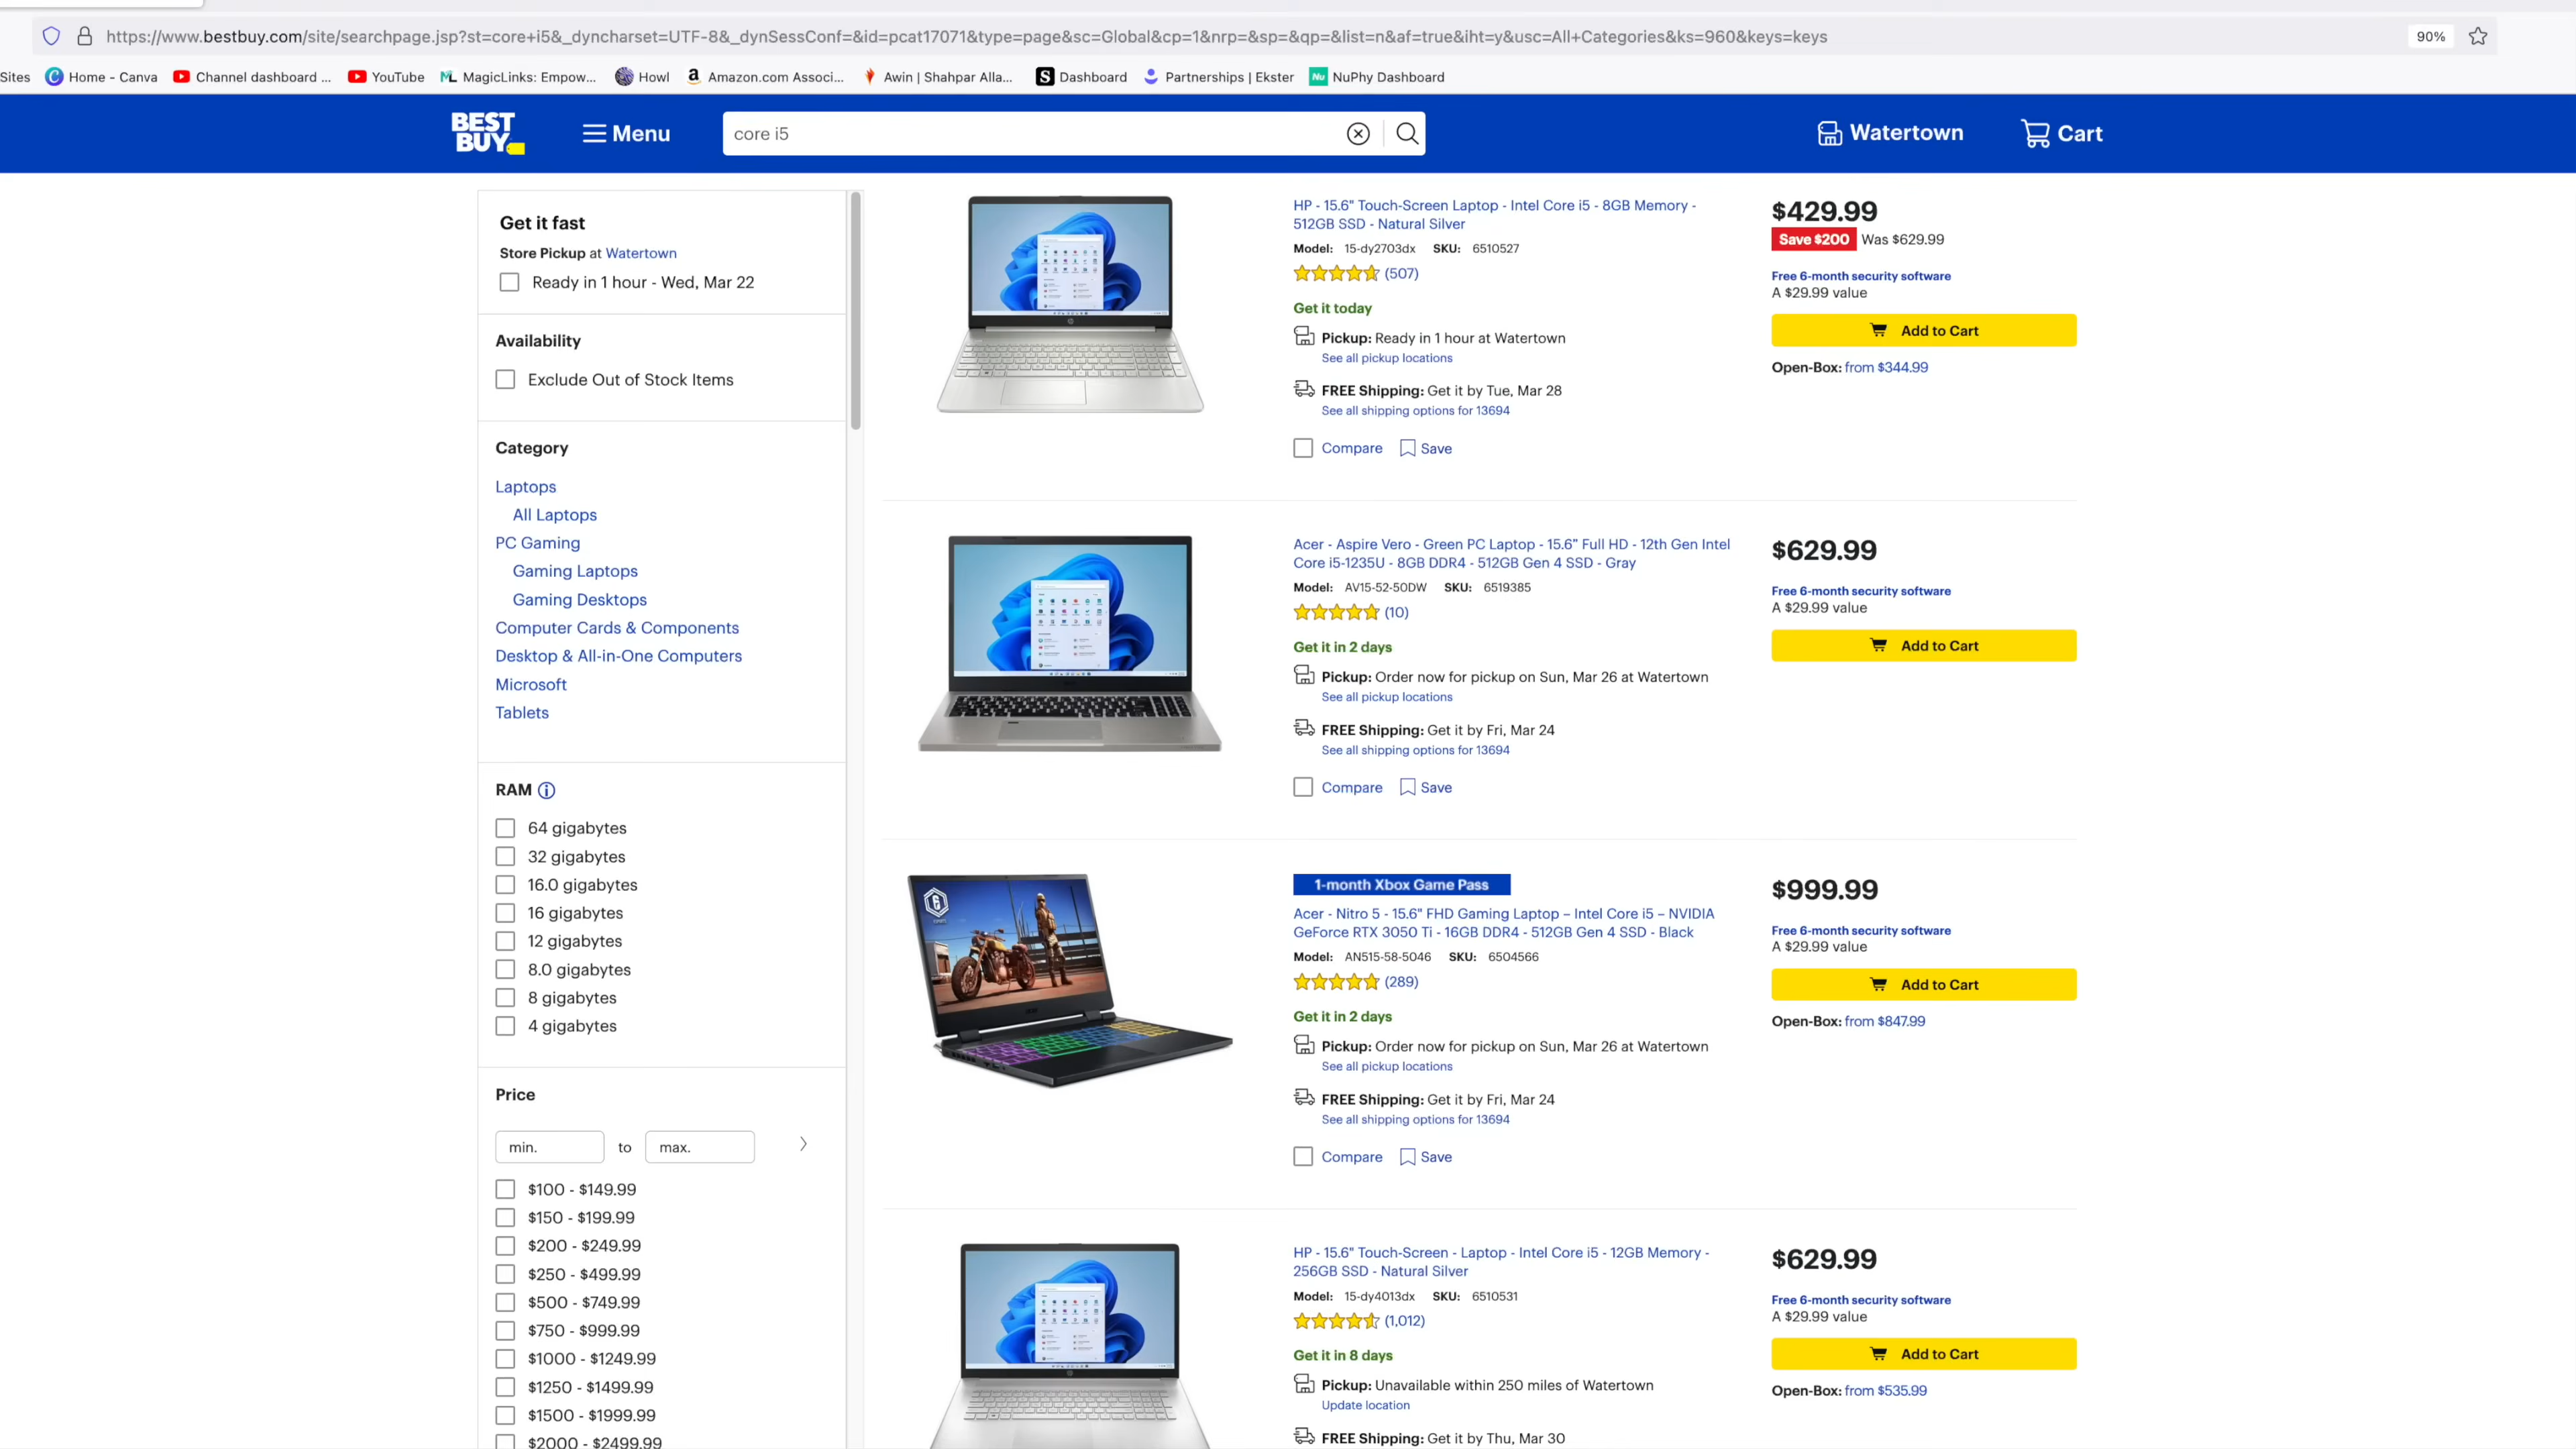 https://www.bestbuy.com/site/searchpage.jsp?st=core+i5&_dyncharset=UTF-8&_dynSessConf=&id=pcat17071&type=page&sc=Global&cp=1&nrp=&sp=&qp=&list=n&af=true&iht=y&usc=All+Categories&ks=960&keys=keys
90%
Sites
Home - Canva
Channel dashboard ...
YouTube
MagicLinks: Empow...
Howl
Amazon.com Associ...
Awin | Shahpar Alla...
Dashboard
Partnerships | Ekster
NuPhy Dashboard
BEST
BUY
Menu
core i5
Watertown
Cart
Get it fast
Store Pickup at Watertown
Ready in 1 hour - Wed, Mar 22
Availability
Exclude Out of Stock Items
Category
Laptops
All Laptops
PC Gaming
Gaming Laptops
Gaming Desktops
Computer Cards & Components
Desktop & All-in-One Computers
Microsoft
Tablets
RAM
64 gigabytes
32 gigabytes
16.0 gigabytes
16 gigabytes
12 gigabytes
8.0 gigabytes
8 gigabytes
4 gigabytes
Price
min. to max.
$100 - $149.99
$150 - $199.99
$200 - $249.99
$250 - $499.99
$500 - $749.99
$750 - $999.99
$1000 - $1249.99
$1250 - $1499.99
$1500 - $1999.99
$2000 - $2499.99
HP - 15.6" Touch-Screen Laptop - Intel Core i5 - 8GB Memory -
512GB SSD - Natural Silver
Model: 15-dy2703dx SKU: 6510527
(507)
Get it today
Pickup: Ready in 1 hour at Watertown
See all pickup locations
FREE Shipping: Get it by Tue, Mar 28
See all shipping options for 13694
Compare Save
$429.99
Save $200 Was $629.99
Free 6-month security software
A $29.99 value
Add to Cart
Open-Box: from $344.99
Acer - Aspire Vero - Green PC Laptop - 15.6" Full HD - 12th Gen Intel
Core i5-1235U - 8GB DDR4 - 512GB Gen 4 SSD - Gray
Model: AV15-52-50DW SKU: 6519385
(10)
Get it in 2 days
Pickup: Order now for pickup on Sun, Mar 26 at Watertown
See all pickup locations
FREE Shipping: Get it by Fri, Mar 24
See all shipping options for 13694
Compare Save
$629.99
Free 6-month security software
A $29.99 value
Add to Cart
1-month Xbox Game Pass
Acer - Nitro 5 - 15.6" FHD Gaming Laptop – Intel Core i5 – NVIDIA
GeForce RTX 3050 Ti - 16GB DDR4 - 512GB Gen 4 SSD - Black
Model: AN515-58-5046 SKU: 6504566
(289)
Get it in 2 days
Pickup: Order now for pickup on Sun, Mar 26 at Watertown
See all pickup locations
FREE Shipping: Get it by Fri, Mar 24
See all shipping options for 13694
Compare Save
$999.99
Free 6-month security software
A $29.99 value
Add to Cart
Open-Box: from $847.99
HP - 15.6" Touch-Screen - Laptop - Intel Core i5 - 12GB Memory -
256GB SSD - Natural Silver
Model: 15-dy4013dx SKU: 6510531
(1,012)
Get it in 8 days
Pickup: Unavailable within 250 miles of Watertown
Update location
FREE Shipping: Get it by Thu, Mar 30
$629.99
Free 6-month security software
A $29.99 value
Add to Cart
Open-Box: from $535.99